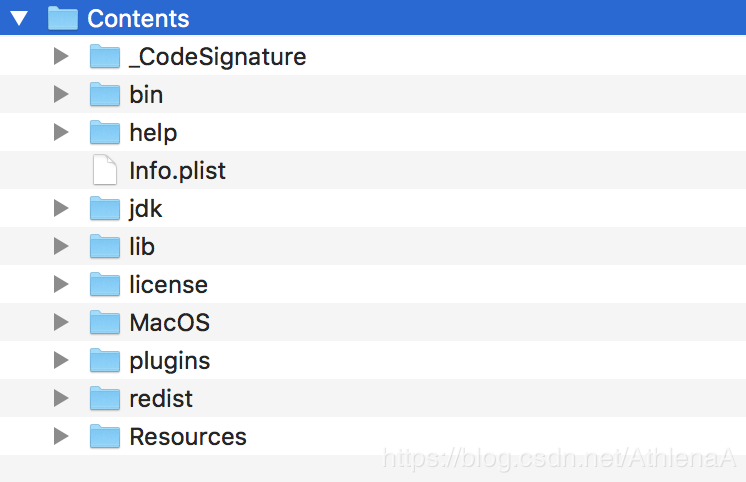 Contents
_CodeSignature
bin
help
Info.plist
jdk
lib
license
MacOS
plugins
redist
Resources
https://blog.csdn.net/AthlenaA